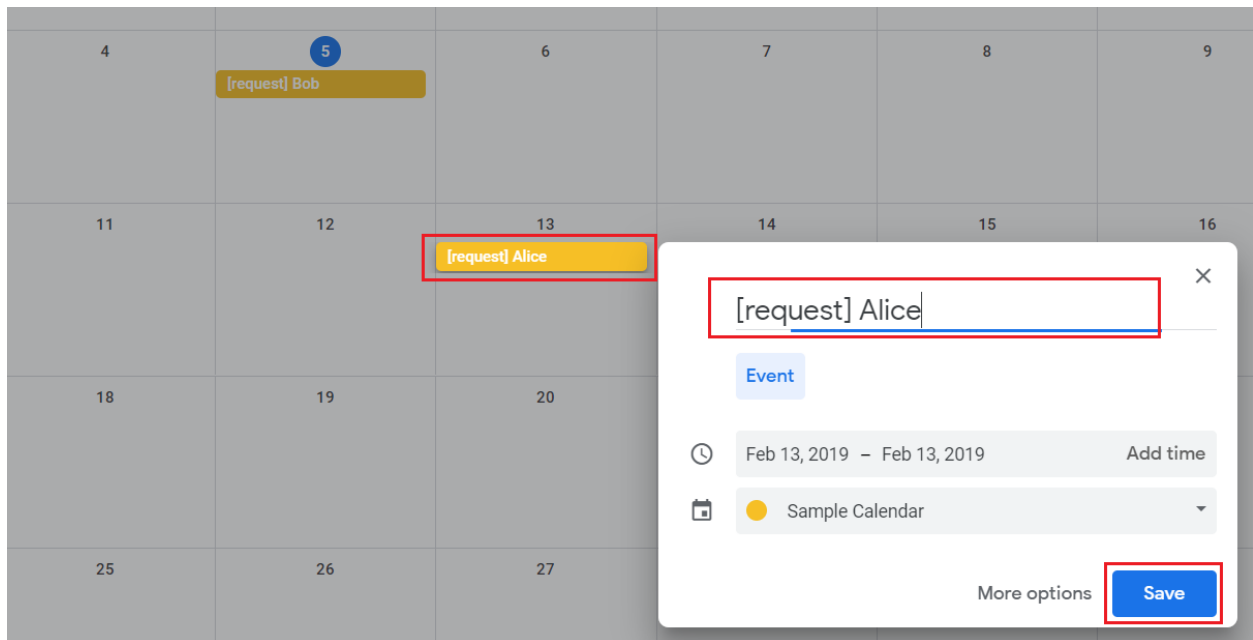 4 5 6 7 8 9
[request] Bob
11 12 13 14 15 16
[request] Alice
[request] Alice
Event
18 19 20
Feb 13, 2019 – Feb 13, 2019 Add time
Sample Calendar
25 26 27
More options Save